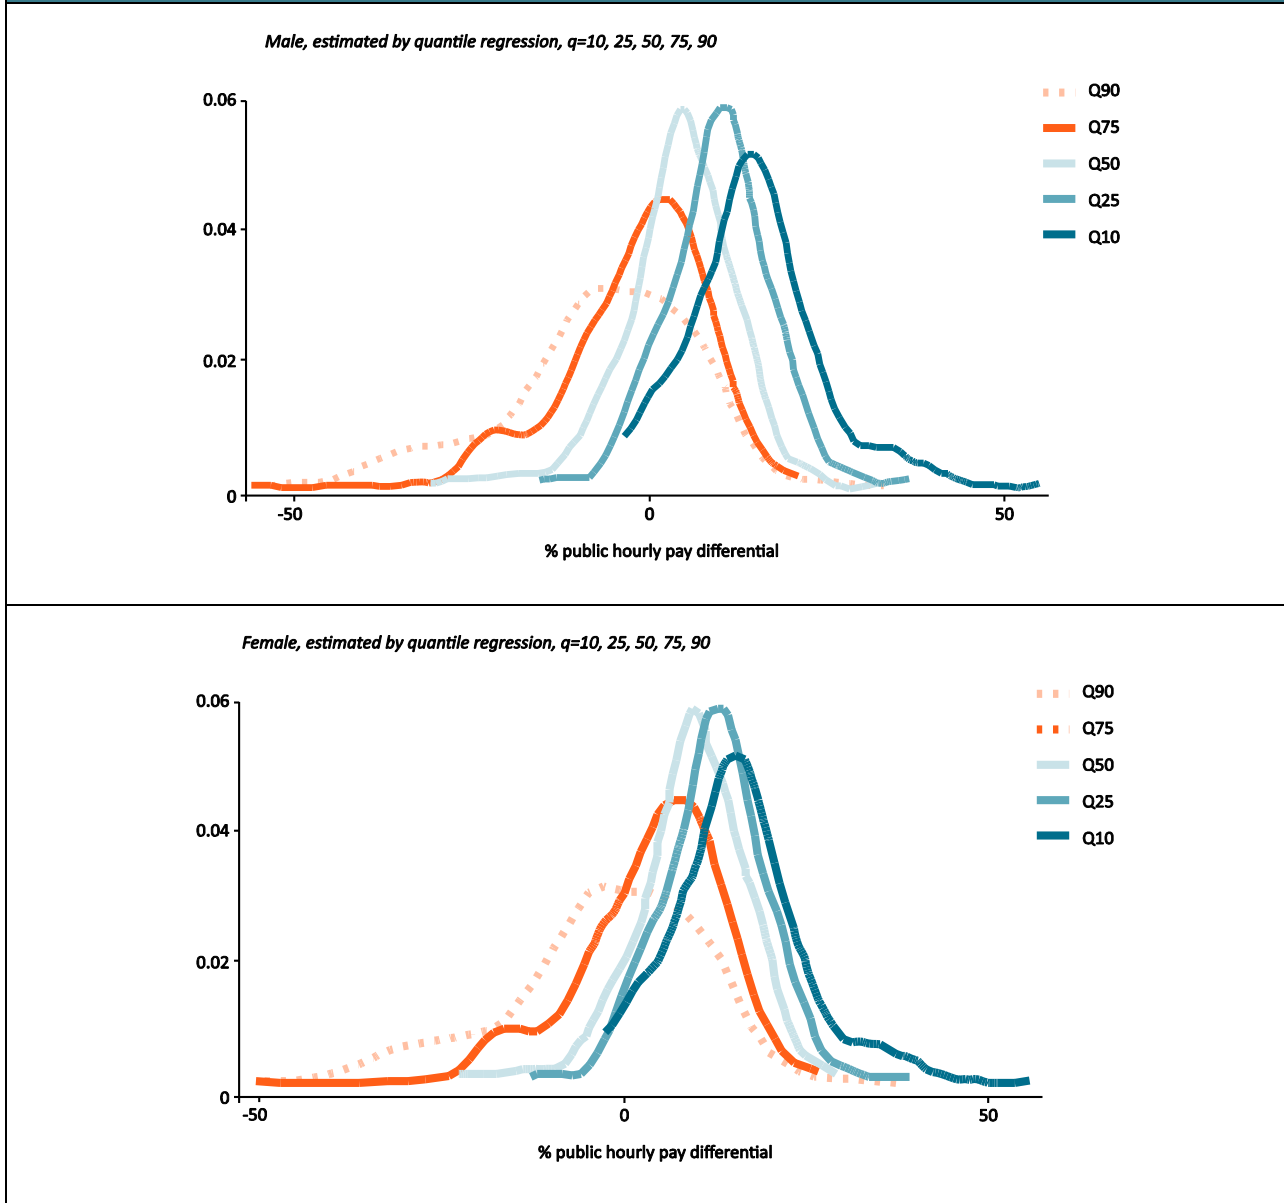 Male, estimated by quantile regression, q=10, 25, 50, 75, 90
0.06
0.04
0.02
0
-50
0
50
% public hourly pay differential
Q90
Q75
Q50
Q25
Q10
Female, estimated by quantile regression, q=10, 25, 50, 75, 90
0.06
0.04
0.02
0
-50
0
50
% public hourly pay differential
Q90
Q75
Q50
Q25
Q10